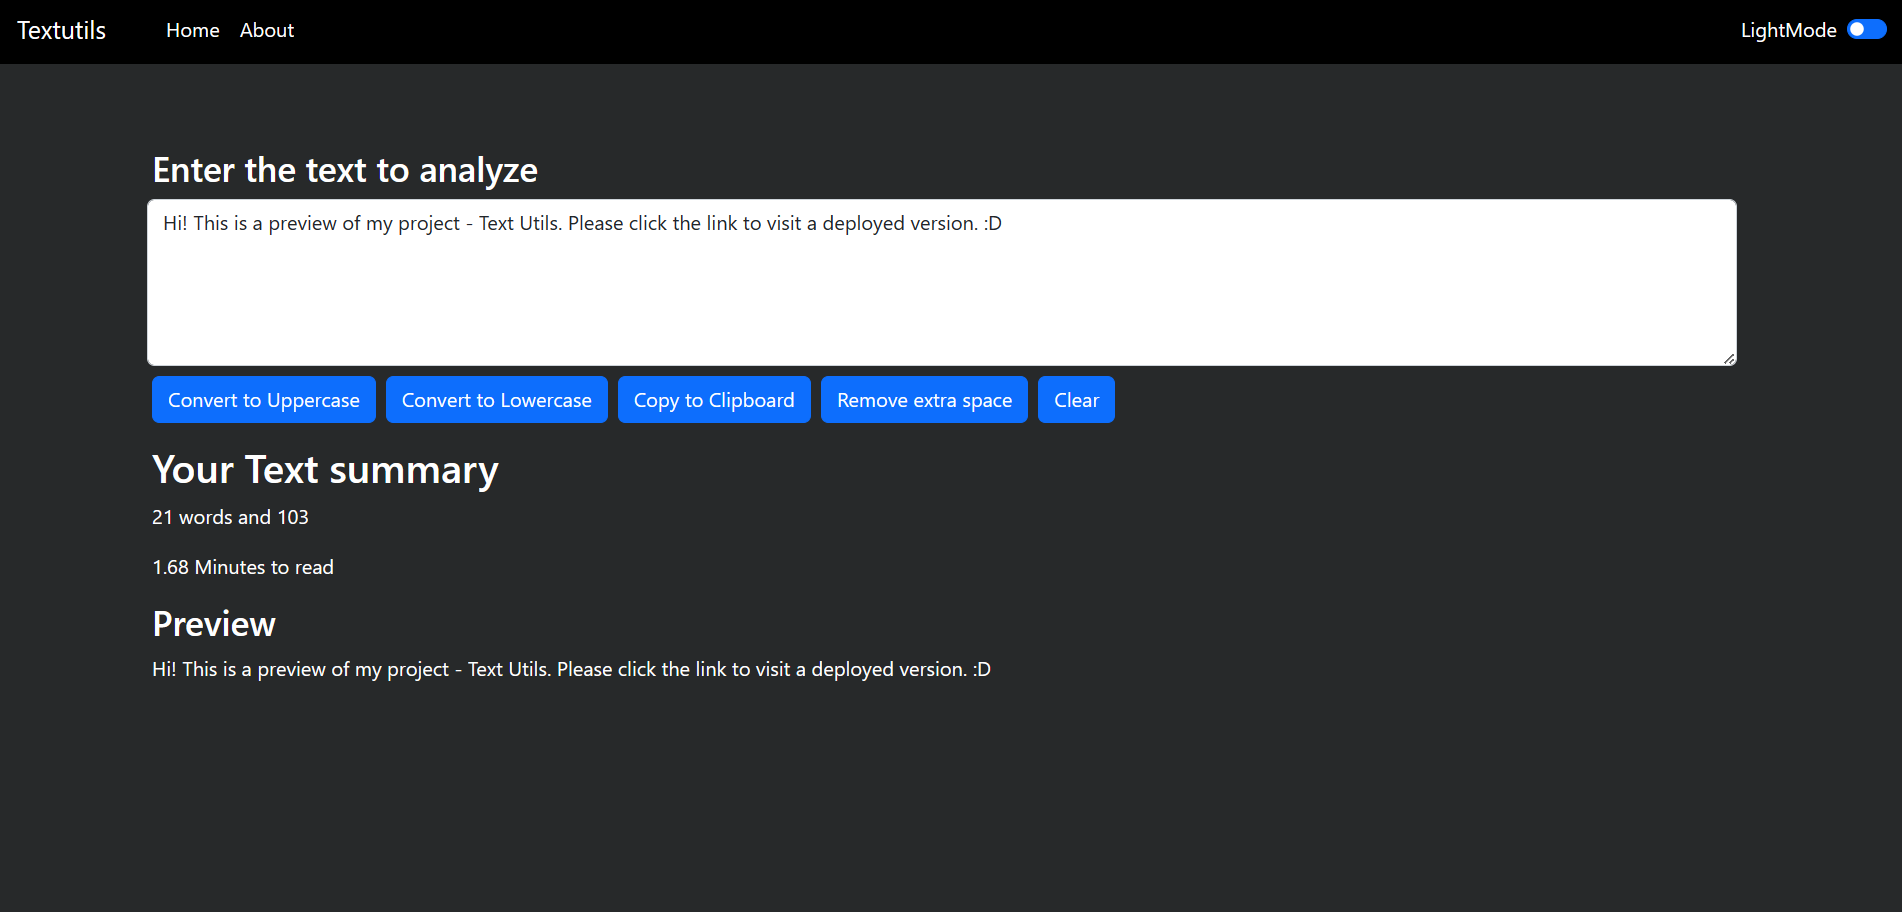 Textutils Home About LightMode
Enter the text to analyze
Hi! This is a preview of my project - Text Utils. Please click the link to visit a deployed version. :D
Convert to Uppercase Convert to Lowercase Copy to Clipboard Remove extra space Clear
Your Text summary
21 words and 103
1.68 Minutes to read
Preview
Hi! This is a preview of my project - Text Utils. Please click the link to visit a deployed version. :D